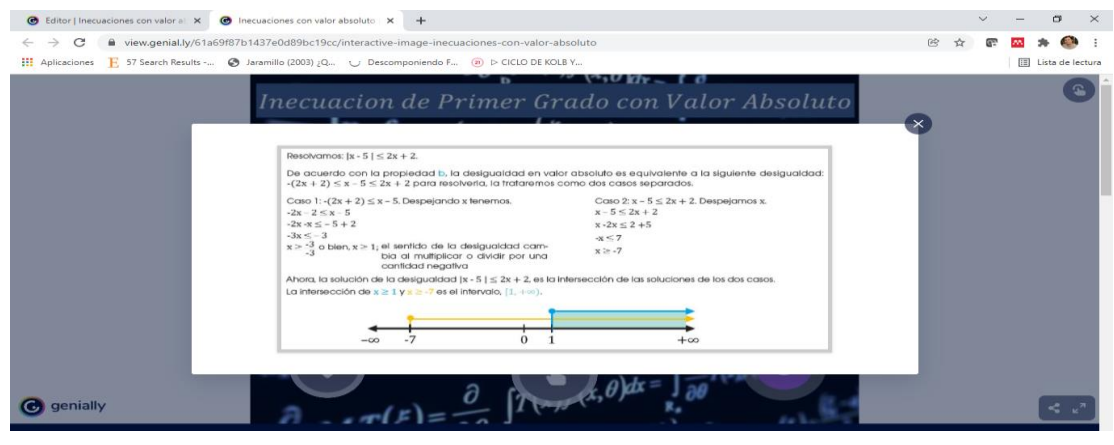 Editor | Inecuaciones con valor a
Inecuaciones con valor absoluto
view.genial.ly/61a69f87b1437e0d89bc19cc/interactive-image-inecuaciones-con-valor-absoluto
Aplicaciones 57 Search Results -... Jaramillo (2003) ¿Q... Descomponiendo F... ▷ CICLO DE KOLB Y... Lista de lectura
Inecuacion de Primer Grado con Valor Absoluto
Resolvamos: |x - 5 | ≤ 2x + 2.
De acuerdo con la propiedad b, la desigualdad en valor absoluto es equivalente a la siguiente desigualdad:
-(2x + 2) ≤ x - 5 ≤ 2x + 2 para resolverla, la trataremos como dos casos separados.
Caso 1: -(2x + 2) ≤ x - 5. Despejando x tenemos.
-2x - 2 ≤ x - 5
-2x -x ≤ - 5 + 2
-3x ≤ - 3
x > -3/-3 o bien, x > 1; el sentido de la desigualdad cam-
bia al multiplicar o dividir por una
cantidad negativa
Caso 2: x - 5 ≤ 2x + 2. Despejamos x.
x - 5 ≤ 2x + 2
x -2x ≤ 2 +5
-x ≤ 7
x ≥ -7
Ahora, la solución de la desigualdad |x - 5 | ≤ 2x + 2, es la intersección de las soluciones de los dos casos.
La intersección de x ≥ 1 y x ≥ -7 es el intervalo, [1, +∞).
-∞ -7 0 1 +∞
genially